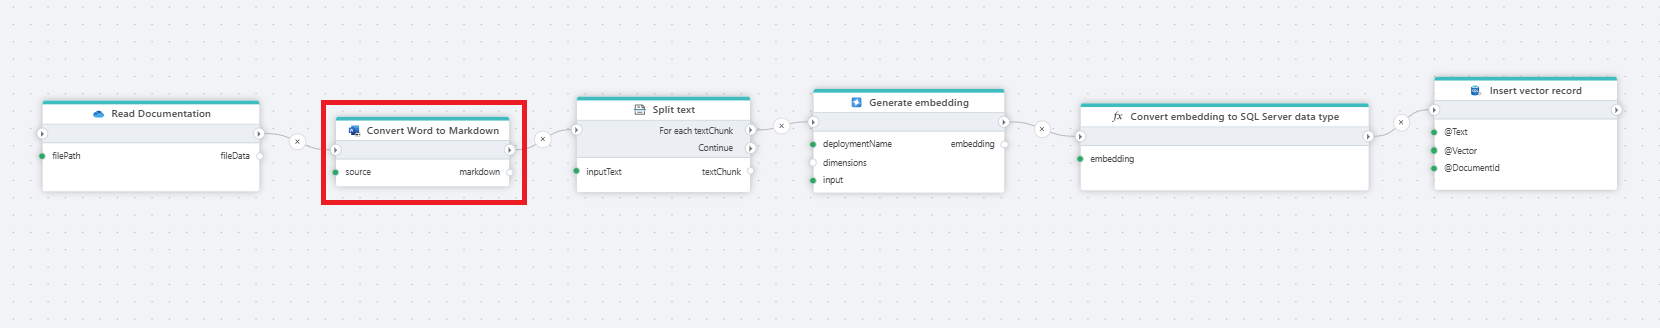 Read Documentation
filePath
fileData
Convert Word to Markdown
source
markdown
Split text
For each textChunk
Continue
inputText
textChunk
Generate embedding
deploymentName
embedding
dimensions
input
fx Convert embedding to SQL Server data type
embedding
Insert vector record
@Text
@Vector
@DocumentId